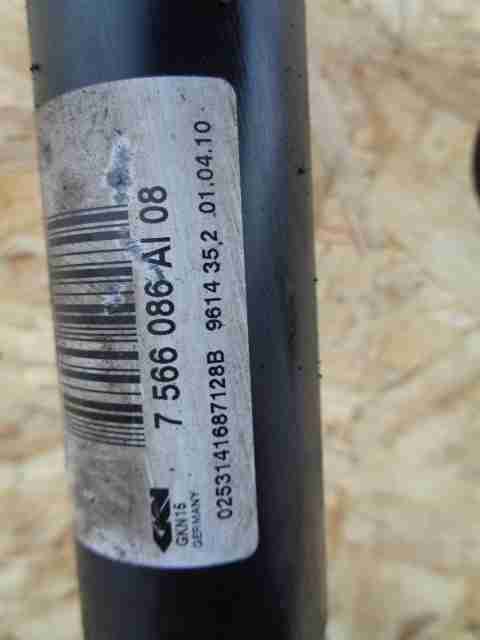 7 566 086 AI 08
GKN
GKN15
GERMANY
0253141687128B 9614 35,2 01.04.10